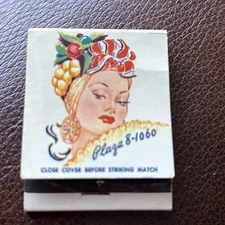 Plaza 8-1060
CLOSE COVER BEFORE STRIKING MATCH